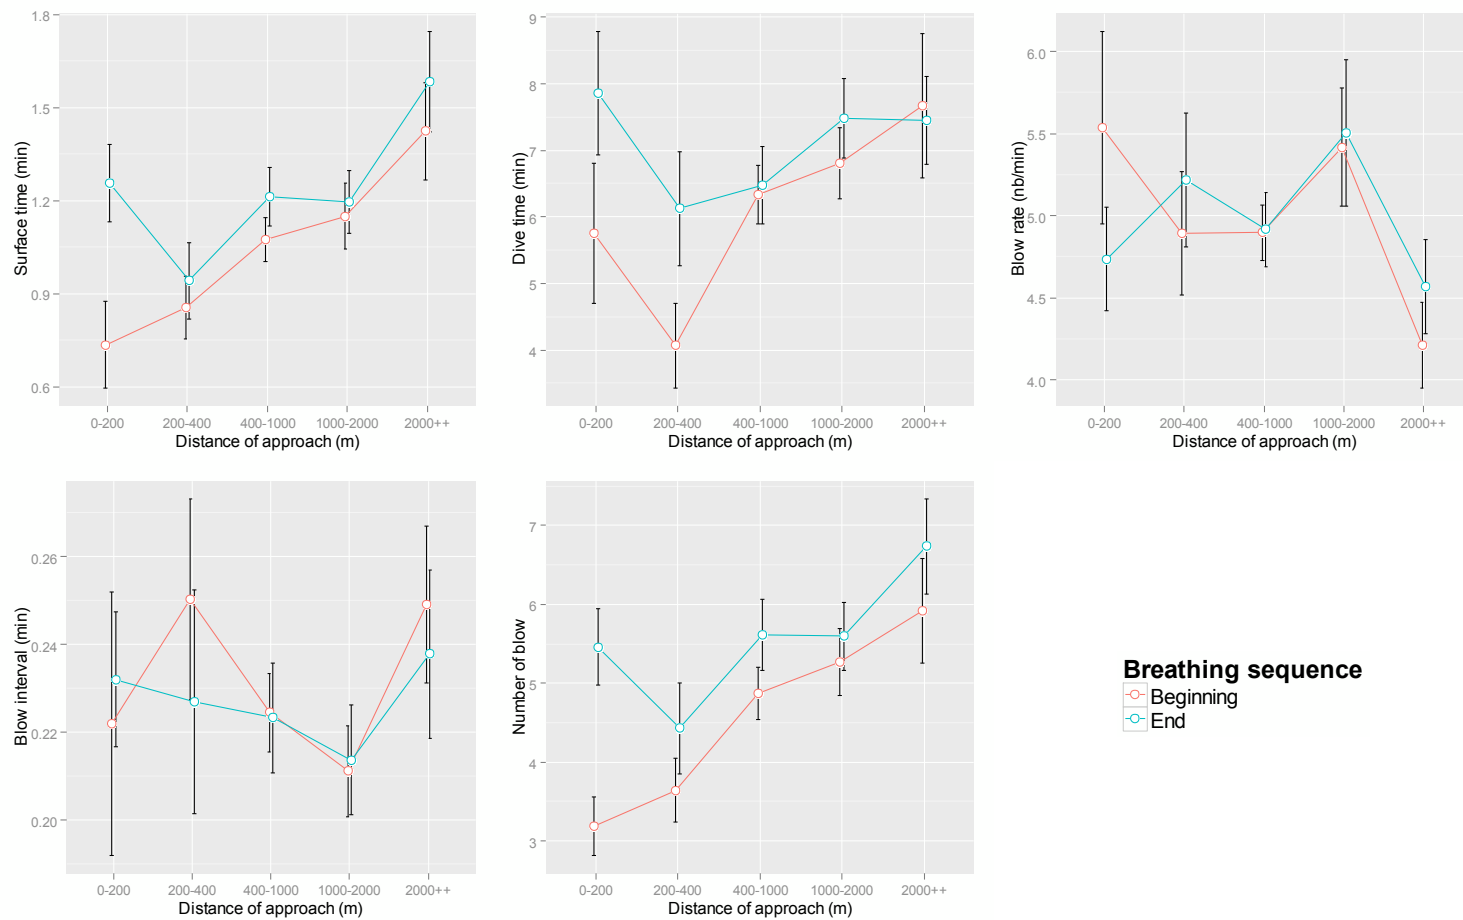 Surface time (min)
1.8
1.5
1.2
0.9
0.6
0-200 200-400 400-1000 1000-2000 2000++
Distance of approach (m)
Dive time (min)
9
8
7
6
5
4
0-200 200-400 400-1000 1000-2000 2000++
Distance of approach (m)
Blow rate (nb/min)
6.0
5.5
5.0
4.5
4.0
0-200 200-400 400-1000 1000-2000 2000++
Distance of approach (m)
Blow interval (min)
0.26
0.24
0.22
0.20
0-200 200-400 400-1000 1000-2000 2000++
Distance of approach (m)
Number of blow
7
6
5
4
3
0-200 200-400 400-1000 1000-2000 2000++
Distance of approach (m)
Breathing sequence
Beginning
End